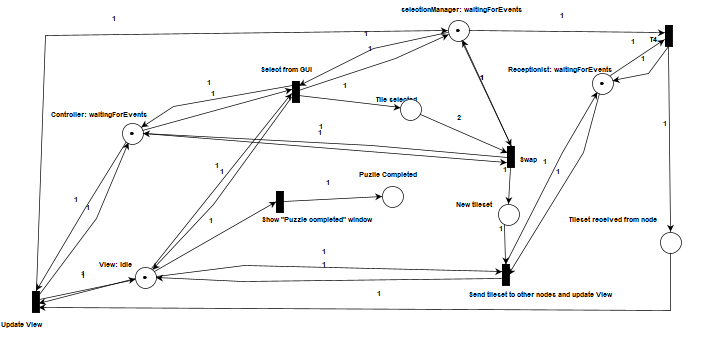 selectionManager: waitingForEvents
1
1
1
T4
1
1
1
Select from GUI
Receptionist: waitingForEvents
1
1
1
1
1
Tile selected
Controller: waitingForEvents
2
1
1
1
Swap
1
1
1
1
1
Puzzle Completed
1
1
1
New tileset
1
Show "Puzzle completed" window
Tileset received from node
1
1
1
View: Idle
1
1
Send tileset to other nodes and update View
Update View